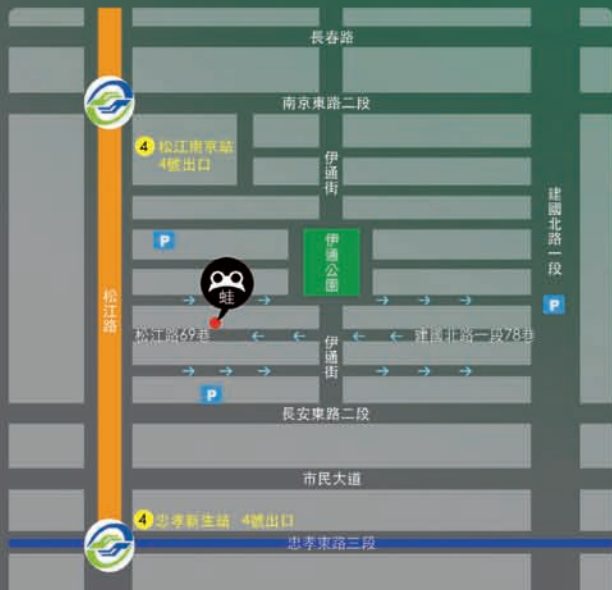 長春路
南京東路二段
4 松江南京站
4號出口
伊通街
建國北路一段
P
伊通公園
蛙
松江路
P
松江路69巷
伊通街
建國北路一段78巷
P
長安東路二段
市民大道
4 忠孝新生站 4號出口
忠孝東路三段